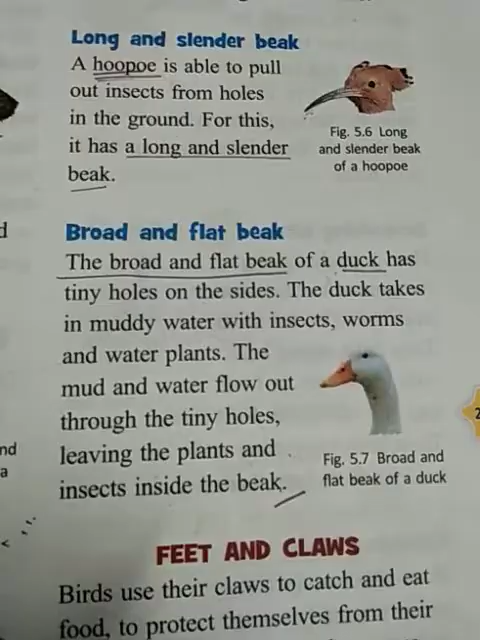 Long and slender beak
A hoopoe is able to pull
out insects from holes
in the ground. For this,
it has a long and slender
beak.
Fig. 5.6 Long
and slender beak
of a hoopoe
Broad and flat beak
The broad and flat beak of a duck has
tiny holes on the sides. The duck takes
in muddy water with insects, worms
and water plants. The
mud and water flow out
through the tiny holes,
leaving the plants and
insects inside the beak.
Fig. 5.7 Broad and
flat beak of a duck
FEET AND CLAWS
Birds use their claws to catch and eat
food, to protect themselves from their